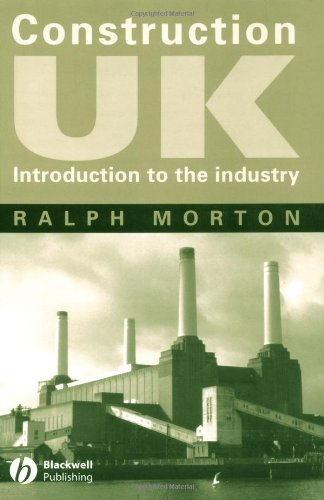 Construction
UK
Introduction to the industry
RALPH MORTON
Blackwell
Publishing